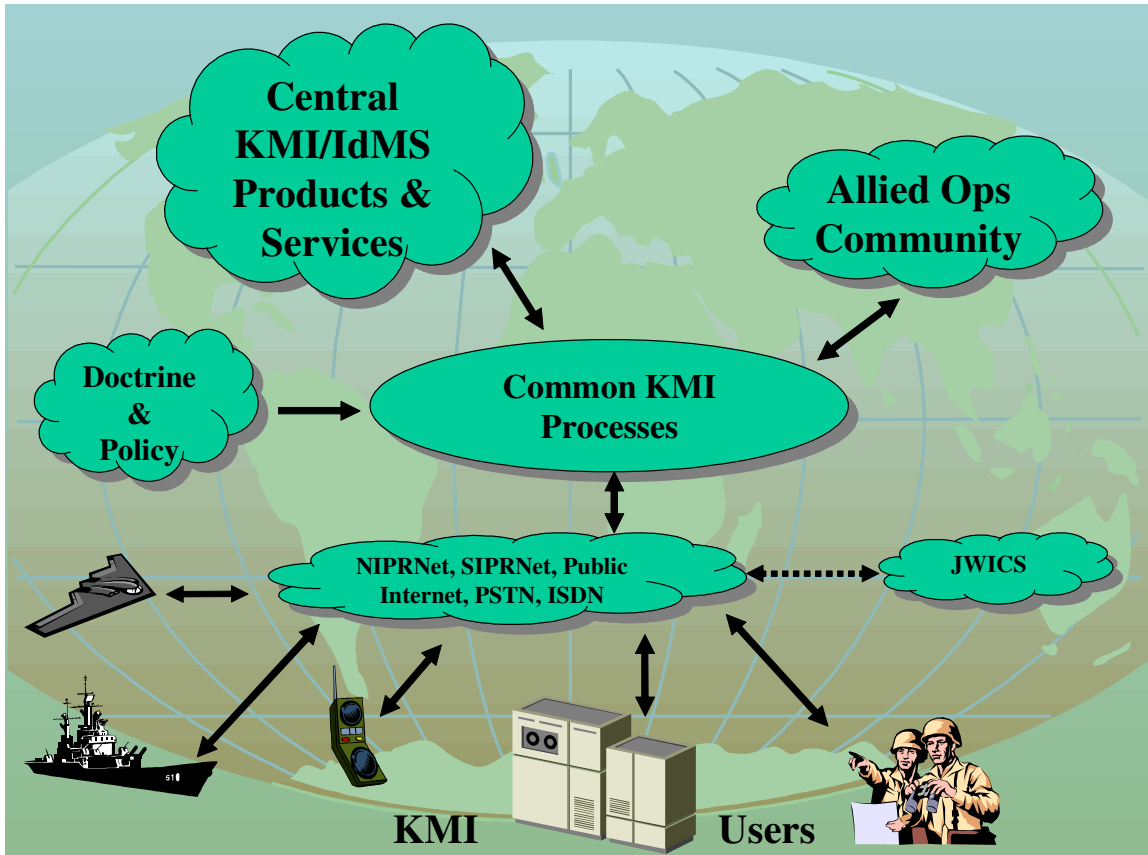 Central
KMI/IdMS
Products &
Services
Allied Ops
Community
Doctrine
&
Policy
Common KMI
Processes
NIPRNet, SIPRNet, Public
Internet, PSTN, ISDN
JWICS
51
KMI
Users